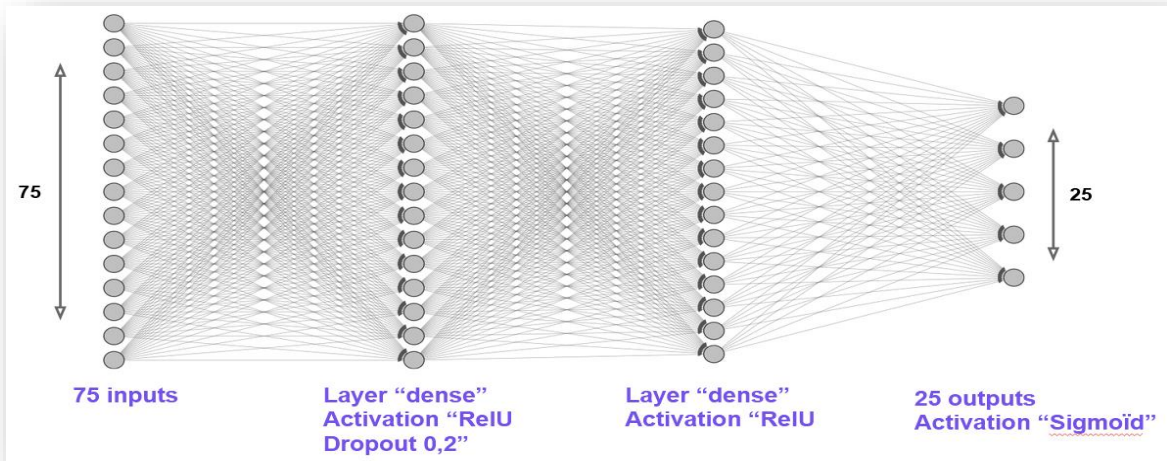 75
25
75 inputs
Layer “dense”
Activation “RelU
Dropout 0,2”
Layer “dense”
Activation “RelU
25 outputs
Activation “Sigmoïd”